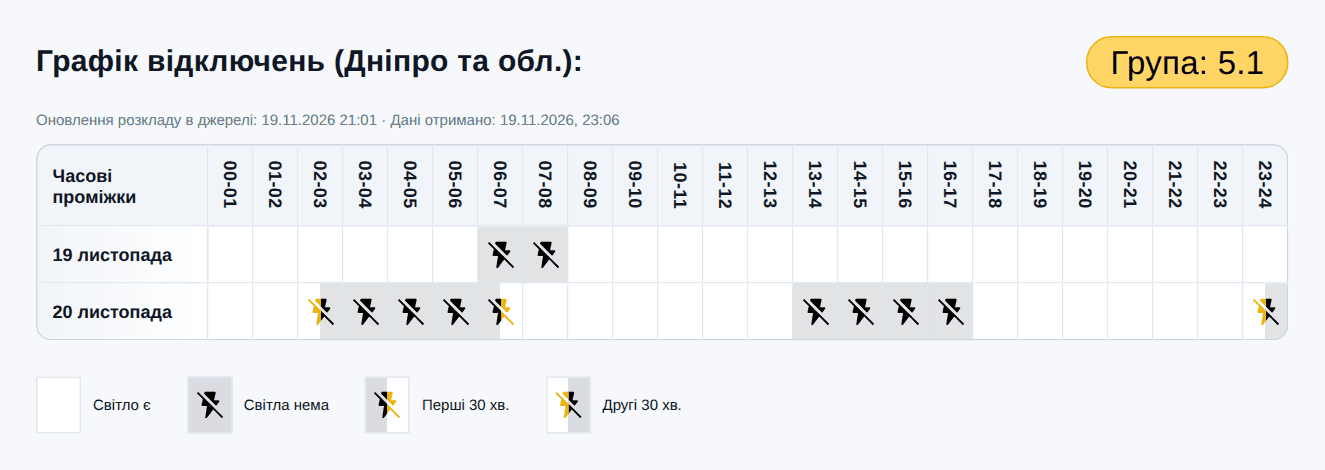 Графік відключень (Дніпро та обл.):
Група: 5.1
Оновлення розкладу в джерелі: 19.11.2026 21:01 · Дані отримано: 19.11.2026, 23:06
Часові
проміжки
00-01
01-02
02-03
03-04
04-05
05-06
06-07
07-08
08-09
09-10
10-11
11-12
12-13
13-14
14-15
15-16
16-17
17-18
18-19
19-20
20-21
21-22
22-23
23-24
19 листопада
20 листопада
Світло є
Світла нема
Перші 30 хв.
Другі 30 хв.